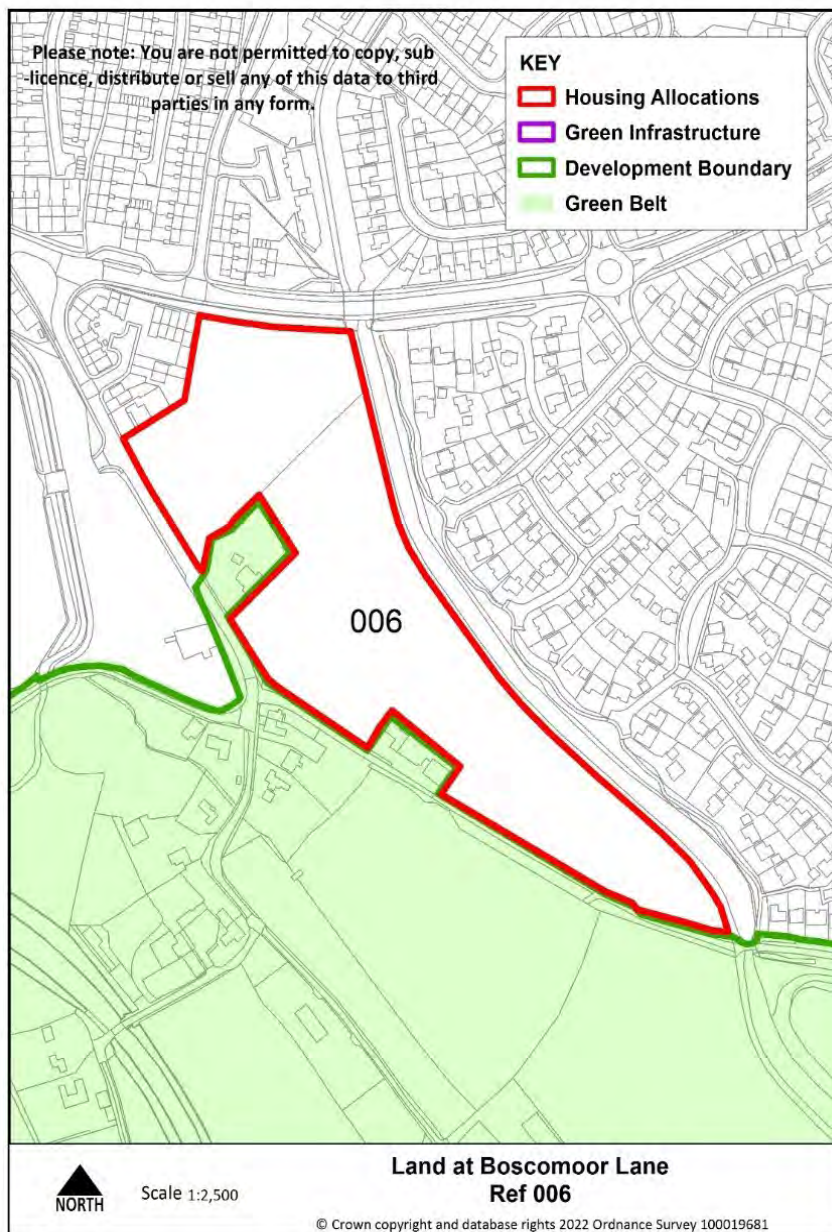 Please note: You are not permitted to copy, sub
-licence, distribute or sell any of this data to third
parties in any form.
KEY
Housing Allocations
Green Infrastructure
Development Boundary
Green Belt
006
NORTH
Scale 1:2,500
Land at Boscomoor Lane
Ref 006
© Crown copyright and database rights 2022 Ordnance Survey 100019681